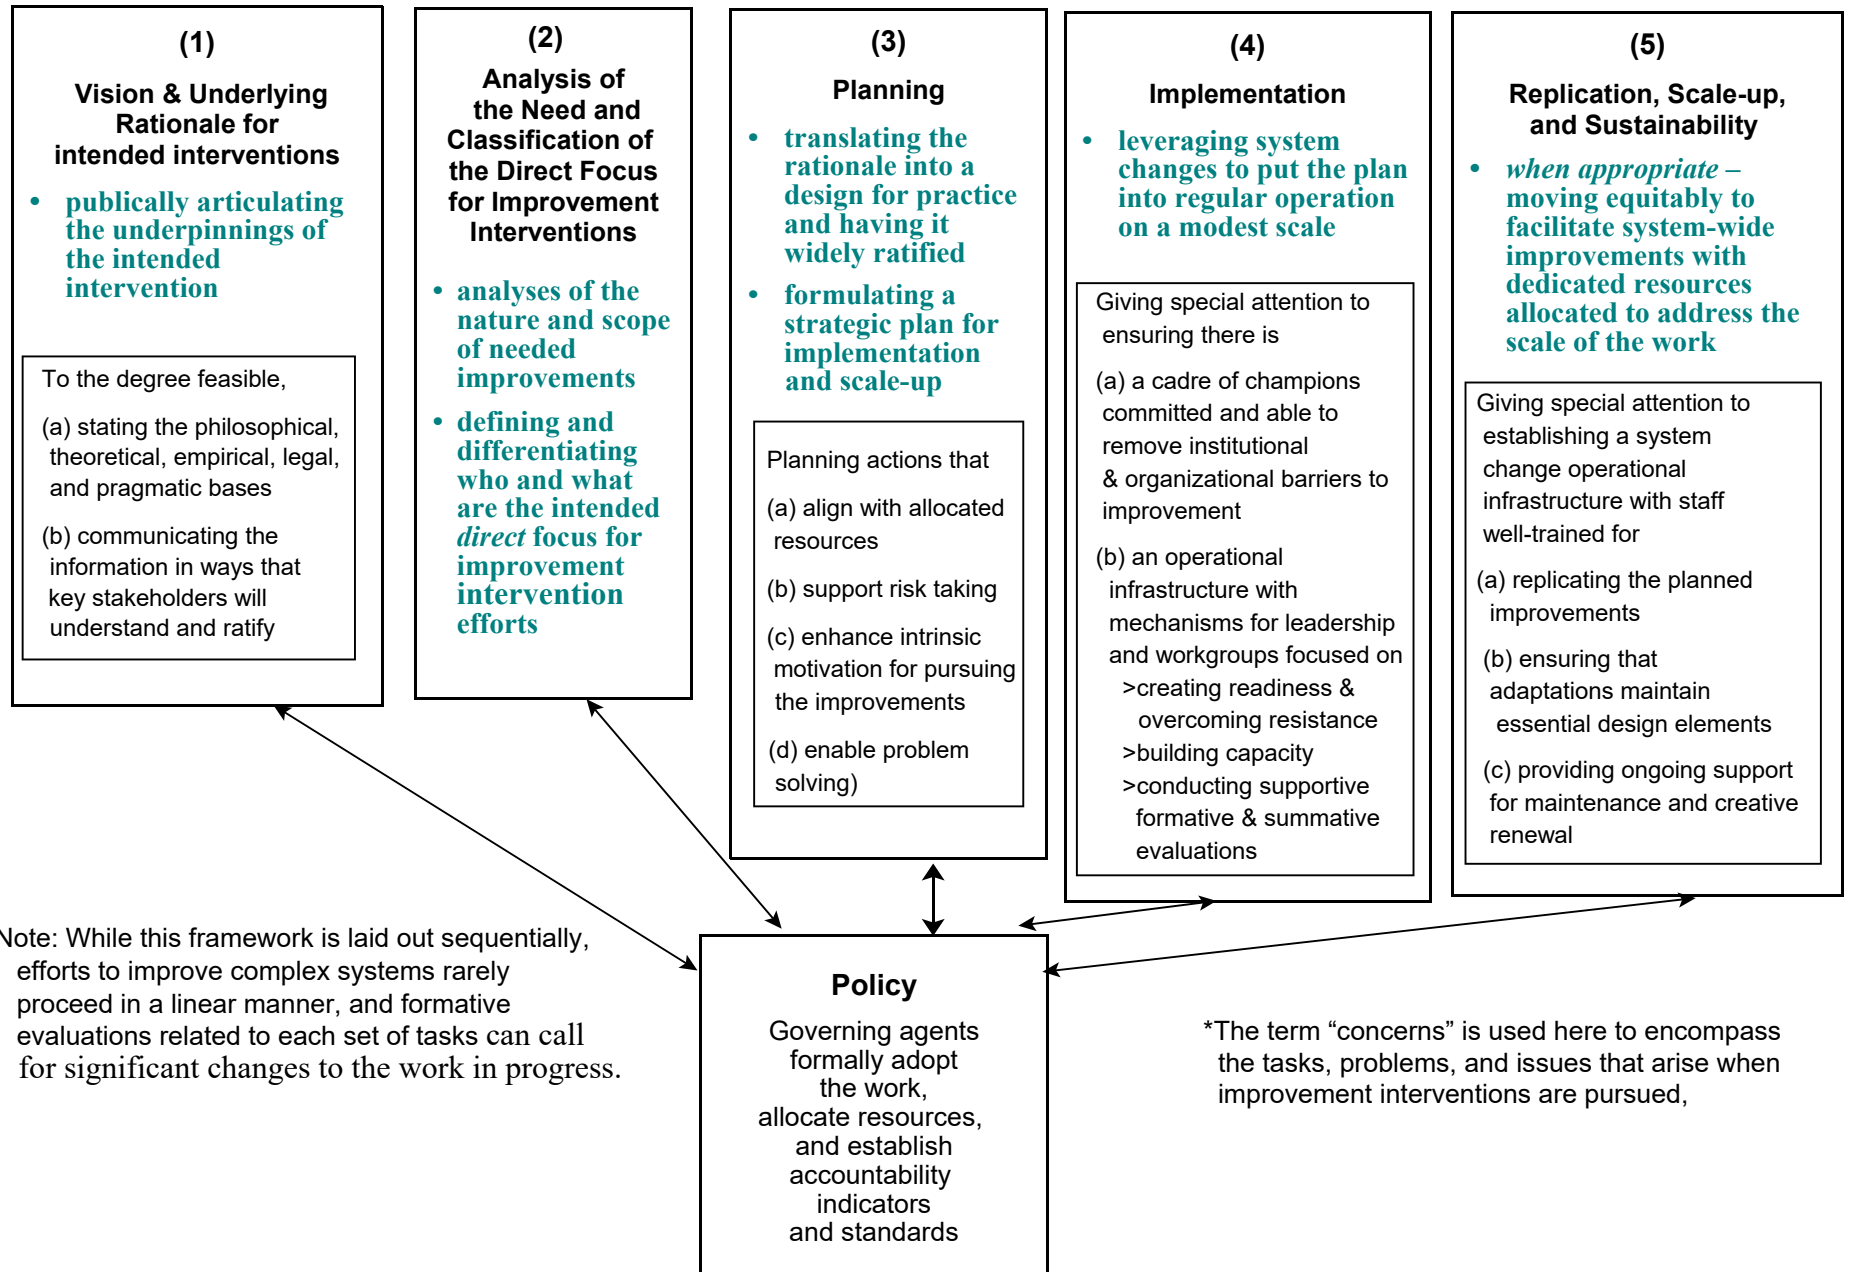 (1)
Vision & Underlying
Rationale for
intended interventions
• publically articulating
the underpinnings of
the intended
intervention
To the degree feasible,
(a) stating the philosophical,
theoretical, empirical, legal,
and pragmatic bases
(b) communicating the
information in ways that
key stakeholders will
understand and ratify
(2)
Analysis of
the Need and
Classification of
the Direct Focus
for Improvement
Interventions
• analyses of the
nature and scope
of needed
improvements
• defining and
differentiating
who and what
are the intended
direct focus for
improvement
intervention
efforts
(3)
Planning
• translating the
rationale into a
design for practice
and having it
widely ratified
• formulating a
strategic plan for
implementation
and scale-up
Planning actions that
(a) align with allocated
resources
(b) support risk taking
(c) enhance intrinsic
motivation for pursuing
the improvements
(d) enable problem
solving)
(4)
Implementation
• leveraging system
changes to put the plan
into regular operation
on a modest scale
Giving special attention to
ensuring there is
(a) a cadre of champions
committed and able to
remove institutional
& organizational barriers to
improvement
(b) an operational
infrastructure with
mechanisms for leadership
and workgroups focused on
>creating readiness &
overcoming resistance
>building capacity
>conducting supportive
formative & summative
evaluations
(5)
Replication, Scale-up,
and Sustainability
• when appropriate –
moving equitably to
facilitate system-wide
improvements with
dedicated resources
allocated to address the
scale of the work
Giving special attention to
establishing a system
change operational
infrastructure with staff
well-trained for
(a) replicating the planned
improvements
(b) ensuring that
adaptations maintain
essential design elements
(c) providing ongoing support
for maintenance and creative
renewal
Note: While this framework is laid out sequentially,
efforts to improve complex systems rarely
proceed in a linear manner, and formative
evaluations related to each set of tasks can call
for significant changes to the work in progress.
Policy
Governing agents
formally adopt
the work,
allocate resources,
and establish
accountability
indicators
and standards
*The term “concerns” is used here to encompass
the tasks, problems, and issues that arise when
improvement interventions are pursued,